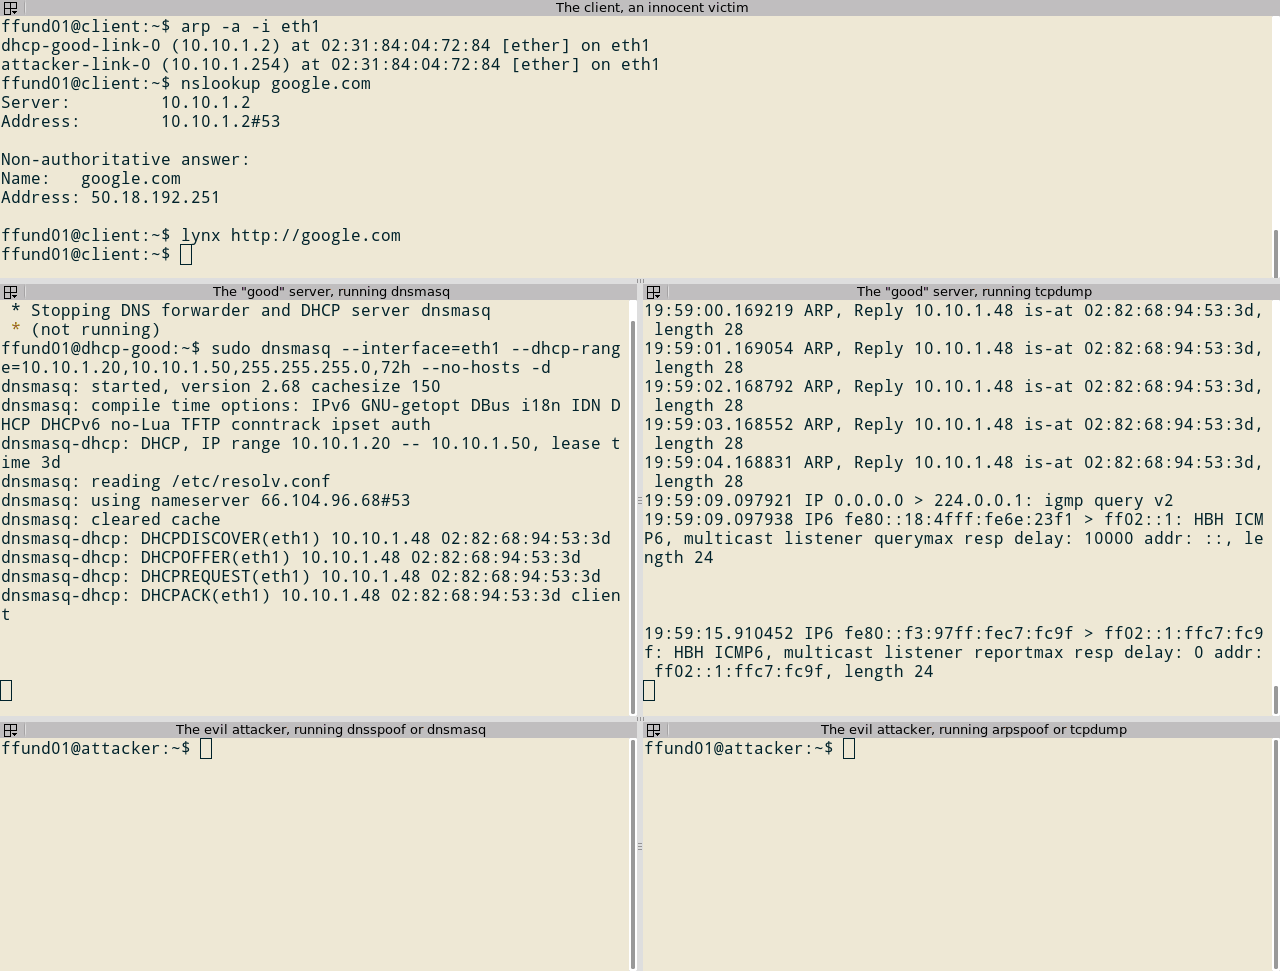 The client, an innocent victim
ffund01@client:~$ arp -a -i eth1
dhcp-good-link-0 (10.10.1.2) at 02:31:84:04:72:84 [ether] on eth1
attacker-link-0 (10.10.1.254) at 02:31:84:04:72:84 [ether] on eth1
ffund01@client:~$ nslookup google.com
Server:         10.10.1.2
Address:        10.10.1.2#53
Non-authoritative answer:
Name:   google.com
Address: 50.18.192.251
ffund01@client:~$ lynx http://google.com
ffund01@client:~$
The "good" server, running dnsmasq
 * Stopping DNS forwarder and DHCP server dnsmasq
 * (not running)
ffund01@dhcp-good:~$ sudo dnsmasq --interface=eth1 --dhcp-rang
e=10.10.1.20,10.10.1.50,255.255.255.0,72h --no-hosts -d
dnsmasq: started, version 2.68 cachesize 150
dnsmasq: compile time options: IPv6 GNU-getopt DBus i18n IDN D
HCP DHCPv6 no-Lua TFTP conntrack ipset auth
dnsmasq-dhcp: DHCP, IP range 10.10.1.20 -- 10.10.1.50, lease t
ime 3d
dnsmasq: reading /etc/resolv.conf
dnsmasq: using nameserver 66.104.96.68#53
dnsmasq: cleared cache
dnsmasq-dhcp: DHCPDISCOVER(eth1) 10.10.1.48 02:82:68:94:53:3d
dnsmasq-dhcp: DHCPOFFER(eth1) 10.10.1.48 02:82:68:94:53:3d
dnsmasq-dhcp: DHCPREQUEST(eth1) 10.10.1.48 02:82:68:94:53:3d
dnsmasq-dhcp: DHCPACK(eth1) 10.10.1.48 02:82:68:94:53:3d clien
t
The "good" server, running tcpdump
19:59:00.169219 ARP, Reply 10.10.1.48 is-at 02:82:68:94:53:3d,
 length 28
19:59:01.169054 ARP, Reply 10.10.1.48 is-at 02:82:68:94:53:3d,
 length 28
19:59:02.168792 ARP, Reply 10.10.1.48 is-at 02:82:68:94:53:3d,
 length 28
19:59:03.168552 ARP, Reply 10.10.1.48 is-at 02:82:68:94:53:3d,
 length 28
19:59:04.168831 ARP, Reply 10.10.1.48 is-at 02:82:68:94:53:3d,
 length 28
19:59:09.097921 IP 0.0.0.0 > 224.0.0.1: igmp query v2
19:59:09.097938 IP6 fe80::18:4fff:fe6e:23f1 > ff02::1: HBH ICM
P6, multicast listener querymax resp delay: 10000 addr: ::, le
ngth 24
19:59:15.910452 IP6 fe80::f3:97ff:fec7:fc9f > ff02::1:ffc7:fc9
f: HBH ICMP6, multicast listener reportmax resp delay: 0 addr:
 ff02::1:ffc7:fc9f, length 24
The evil attacker, running dnsspoof or dnsmasq
ffund01@attacker:~$
The evil attacker, running arpspoof or tcpdump
ffund01@attacker:~$